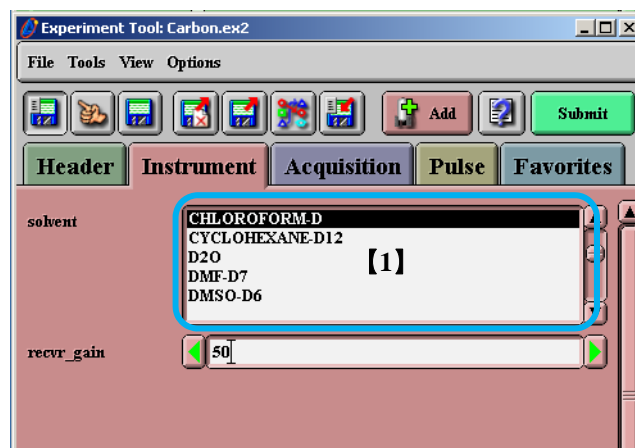 Experiment Tool: Carbon.ex2
File Tools View Options
Add Submit
Header Instrument Acquisition Pulse Favorites
solvent
CHLOROFORM-D
CYCLOHEXANE-D12
D2O
DMF-D7
DMSO-D6
【1】
recvr_gain 50